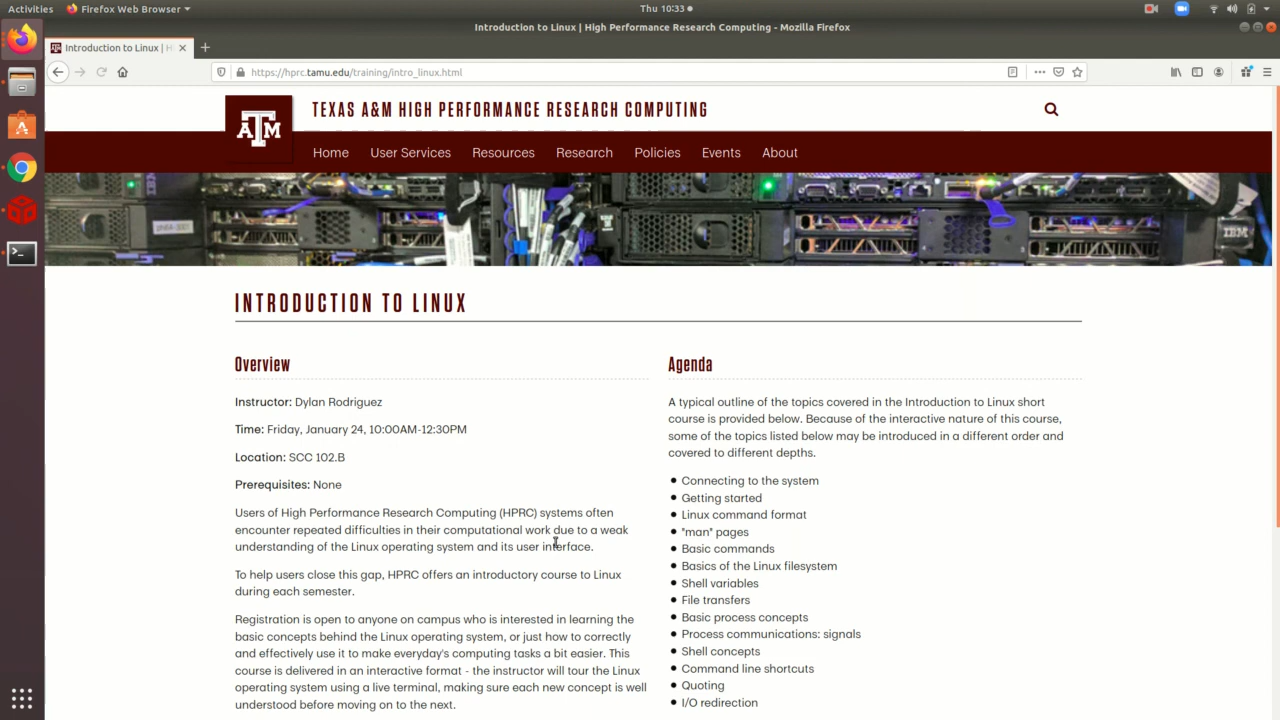 Activities
Firefox Web Browser
Thu 10:33
Introduction to Linux | High Performance Research Computing - Mozilla Firefox
Introduction to Linux | H
https://hprc.tamu.edu/training/intro_linux.html
ATM
TEXAS A&M HIGH PERFORMANCE RESEARCH COMPUTING
Home User Services Resources Research Policies Events About
IBM
INTRODUCTION TO LINUX
Overview
Instructor: Dylan Rodriguez
Time: Friday, January 24, 10:00AM-12:30PM
Location: SCC 102.B
Prerequisites: None
Users of High Performance Research Computing (HPRC) systems often
encounter repeated difficulties in their computational work due to a weak
understanding of the Linux operating system and its user interface.
To help users close this gap, HPRC offers an introductory course to Linux
during each semester.
Registration is open to anyone on campus who is interested in learning the
basic concepts behind the Linux operating system, or just how to correctly
and effectively use it to make everyday's computing tasks a bit easier. This
course is delivered in an interactive format - the instructor will tour the Linux
operating system using a live terminal, making sure each new concept is well
understood before moving on to the next.
Agenda
A typical outline of the topics covered in the Introduction to Linux short
course is provided below. Because of the interactive nature of this course,
some of the topics listed below may be introduced in a different order and
covered to different depths.
Connecting to the system
Getting started
Linux command format
"man" pages
Basic commands
Basics of the Linux filesystem
Shell variables
File transfers
Basic process concepts
Process communications: signals
Shell concepts
Command line shortcuts
Quoting
I/O redirection